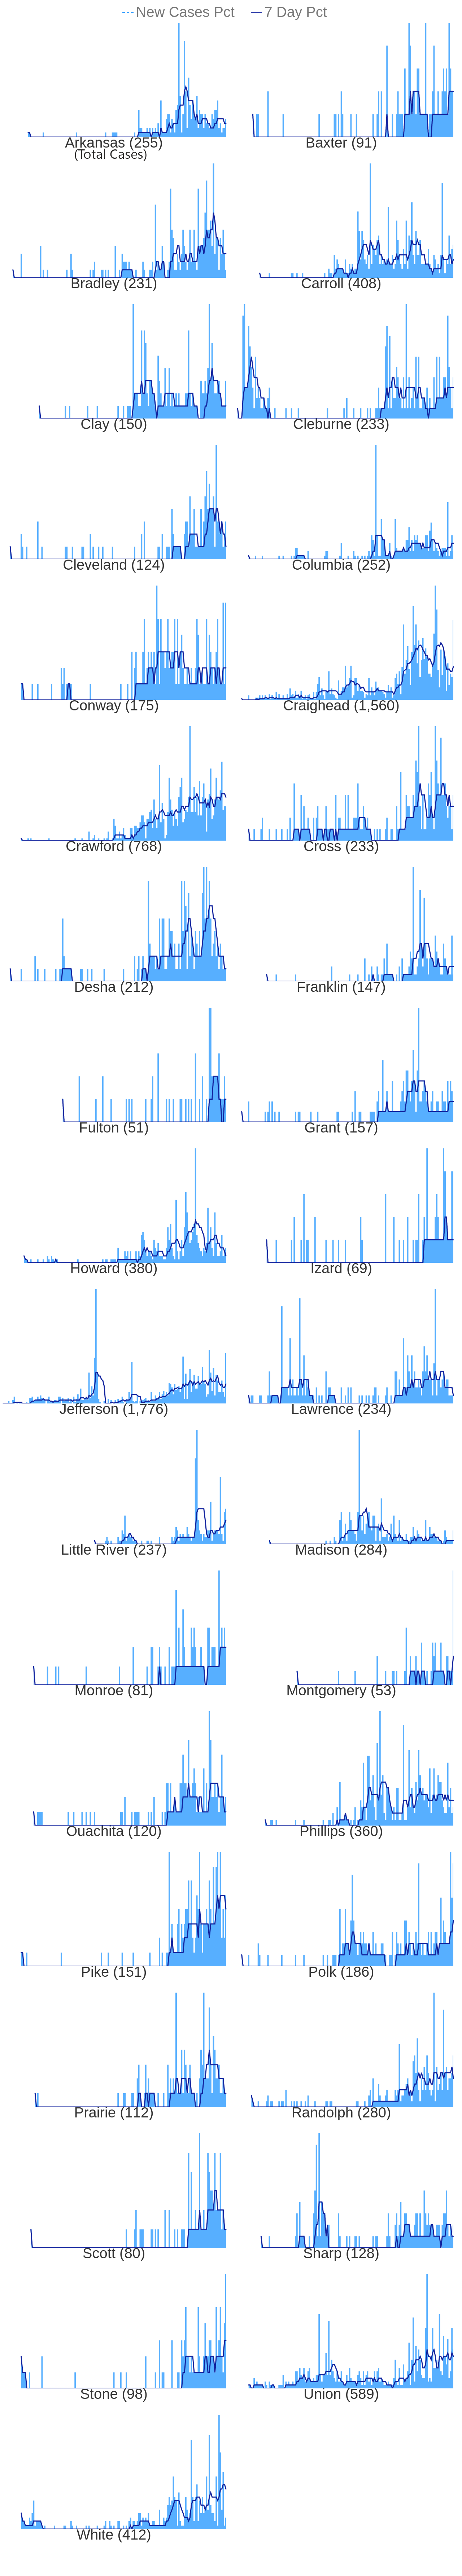 New Cases Pct 7 Day Pct
Arkansas (255) Baxter (91)
(Total Cases)
Bradley (231) Carroll (408)
Clay (150) Cleburne (233)
Cleveland (124) Columbia (252)
Conway (175) Craighead (1,560)
Crawford (768) Cross (233)
Desha (212) Franklin (147)
Fulton (51) Grant (157)
Howard (380) Izard (69)
Jefferson (1,776) Lawrence (234)
Little River (237) Madison (284)
Monroe (81) Montgomery (53)
Ouachita (120) Phillips (360)
Pike (151) Polk (186)
Prairie (112) Randolph (280)
Scott (80) Sharp (128)
Stone (98) Union (589)
White (412)